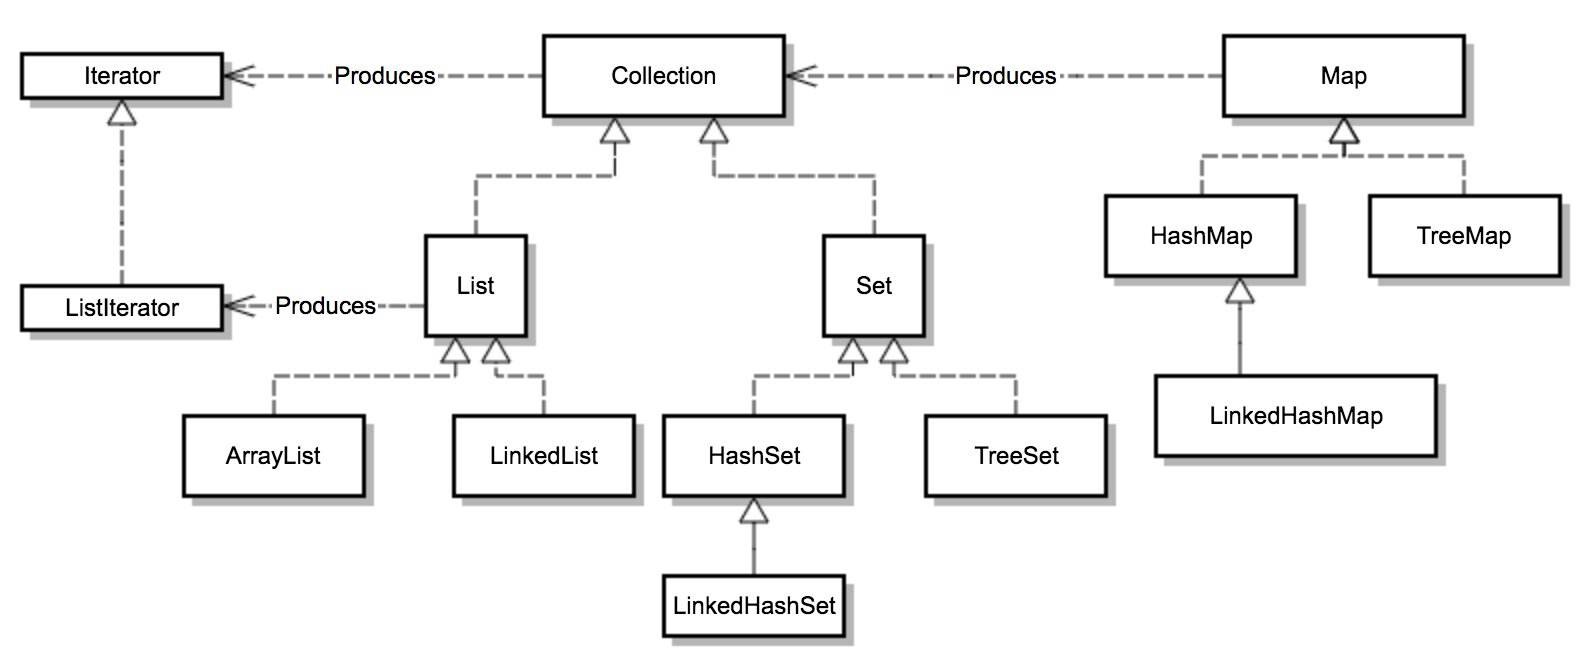 Iterator
Produces
Collection
Produces
Map
HashMap
TreeMap
ListIterator
Produces
List
Set
ArrayList
LinkedList
HashSet
TreeSet
LinkedHashMap
LinkedHashSet